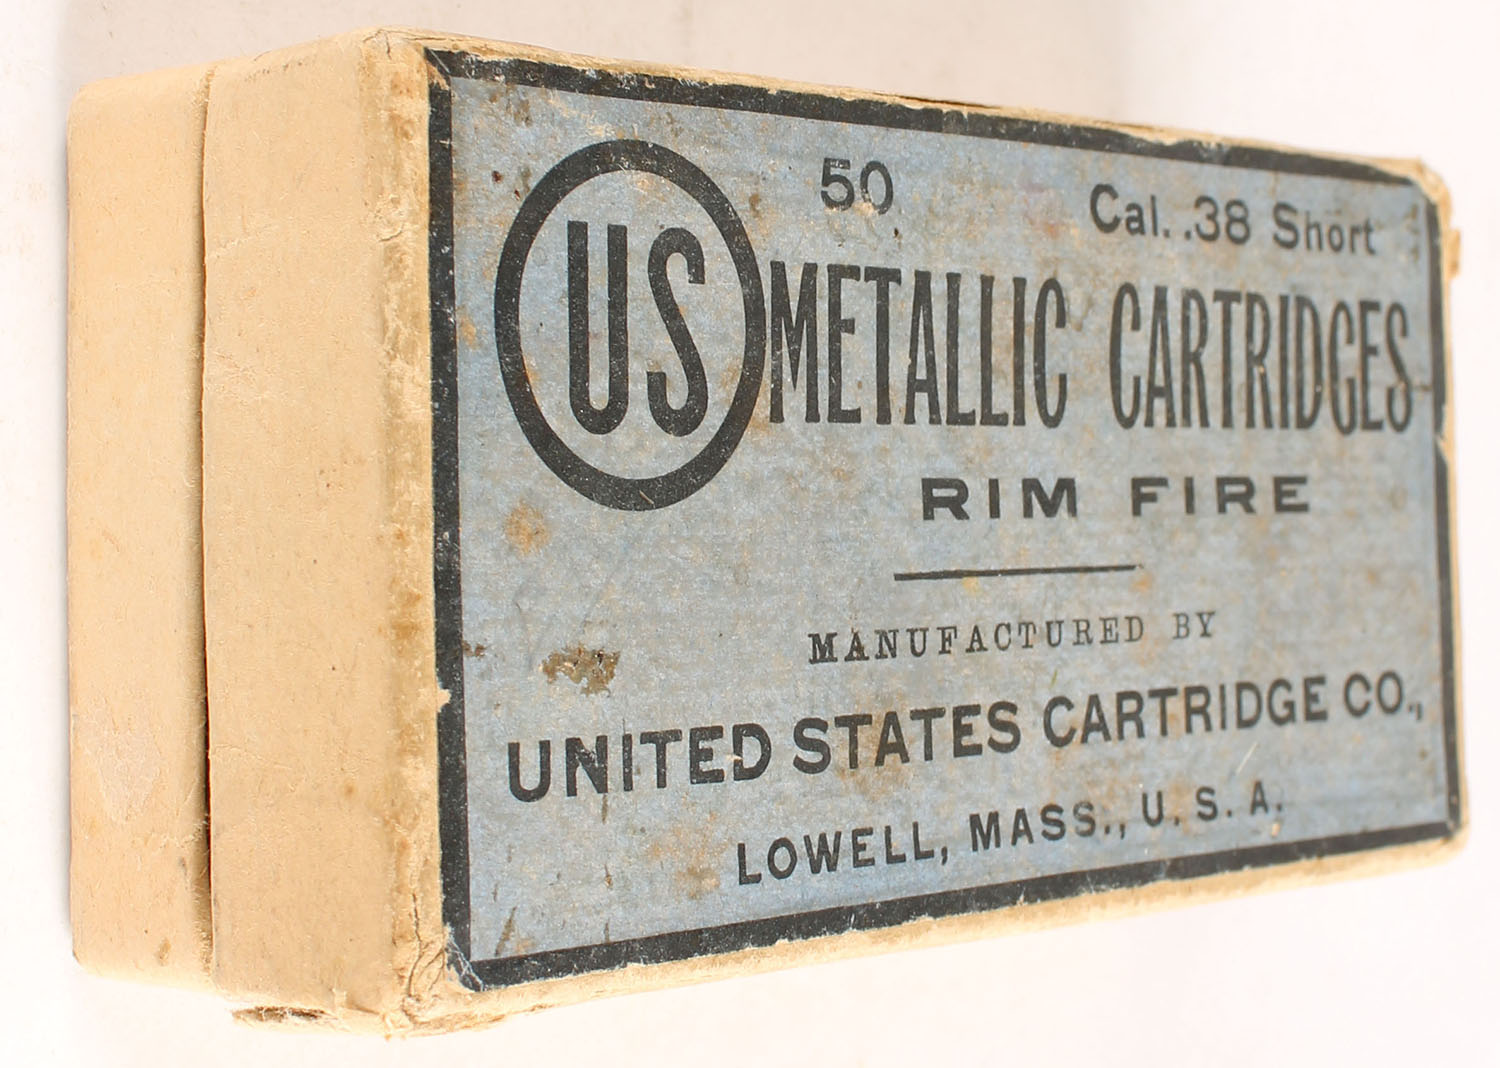 50 Cal. .38 Short
US METALLIC CARTRIDGES
RIM FIRE
MANUFACTURED BY
UNITED STATES CARTRIDGE CO.,
LOWELL, MASS., U. S. A.